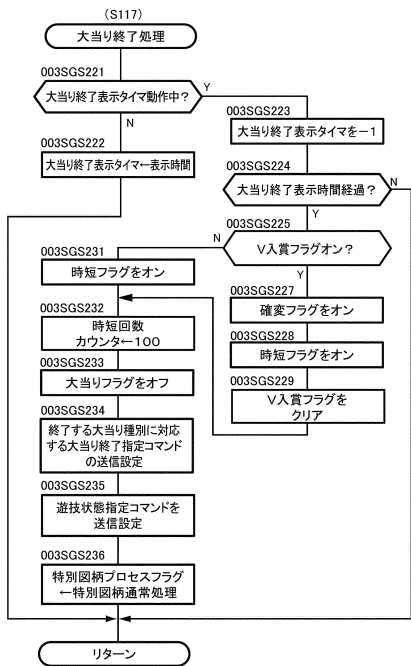 (S117)
大当り終了処理
003SGS221
大当り終了表示タイマ動作中?
Y
N
003SGS222
大当り終了表示タイマ←表示時間
003SGS223
大当り終了表示タイマを−1
003SGS224
大当り終了表示時間経過?
N
Y
003SGS225
V入賞フラグオン?
N
Y
003SGS227
確変フラグをオン
003SGS228
時短フラグをオン
003SGS229
V入賞フラグを
クリア
003SGS231
時短フラグをオン
003SGS232
時短回数
カウンタ←100
003SGS233
大当りフラグをオフ
003SGS234
終了する大当り種別に対応
する大当り終了指定コマンド
の送信設定
003SGS235
遊技状態指定コマンドを
送信設定
003SGS236
特別図柄プロセスフラグ
←特別図柄通常処理
リターン